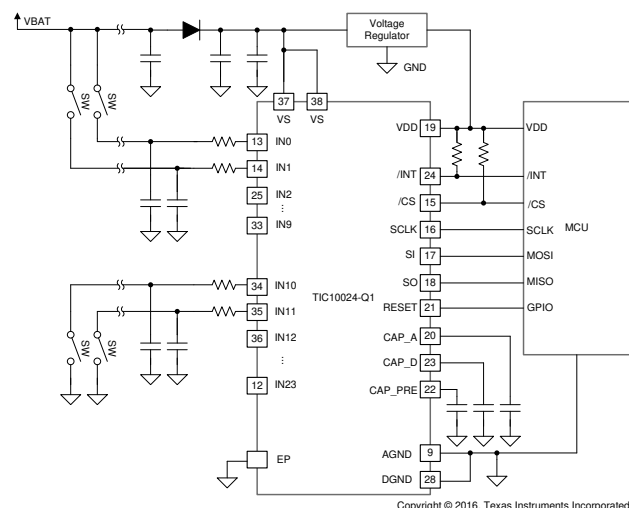 VBAT
Voltage
Regulator
GND
SW
SW
37
38
VS
VS
VDD
19
VDD
13
IN0
14
IN1
/INT
24
/INT
25
IN2
/CS
15
/CS
⋮
33
IN9
SCLK
16
SCLK
MCU
SI
17
MOSI
34
IN10
SO
18
MISO
TIC10024-Q1
35
IN11
RESET
21
GPIO
36
IN12
CAP_A
20
SW
SW
⋮
CAP_D
23
12
IN23
CAP_PRE
22
EP
AGND
9
DGND
28
Copyright © 2016, Texas Instruments Incorporated